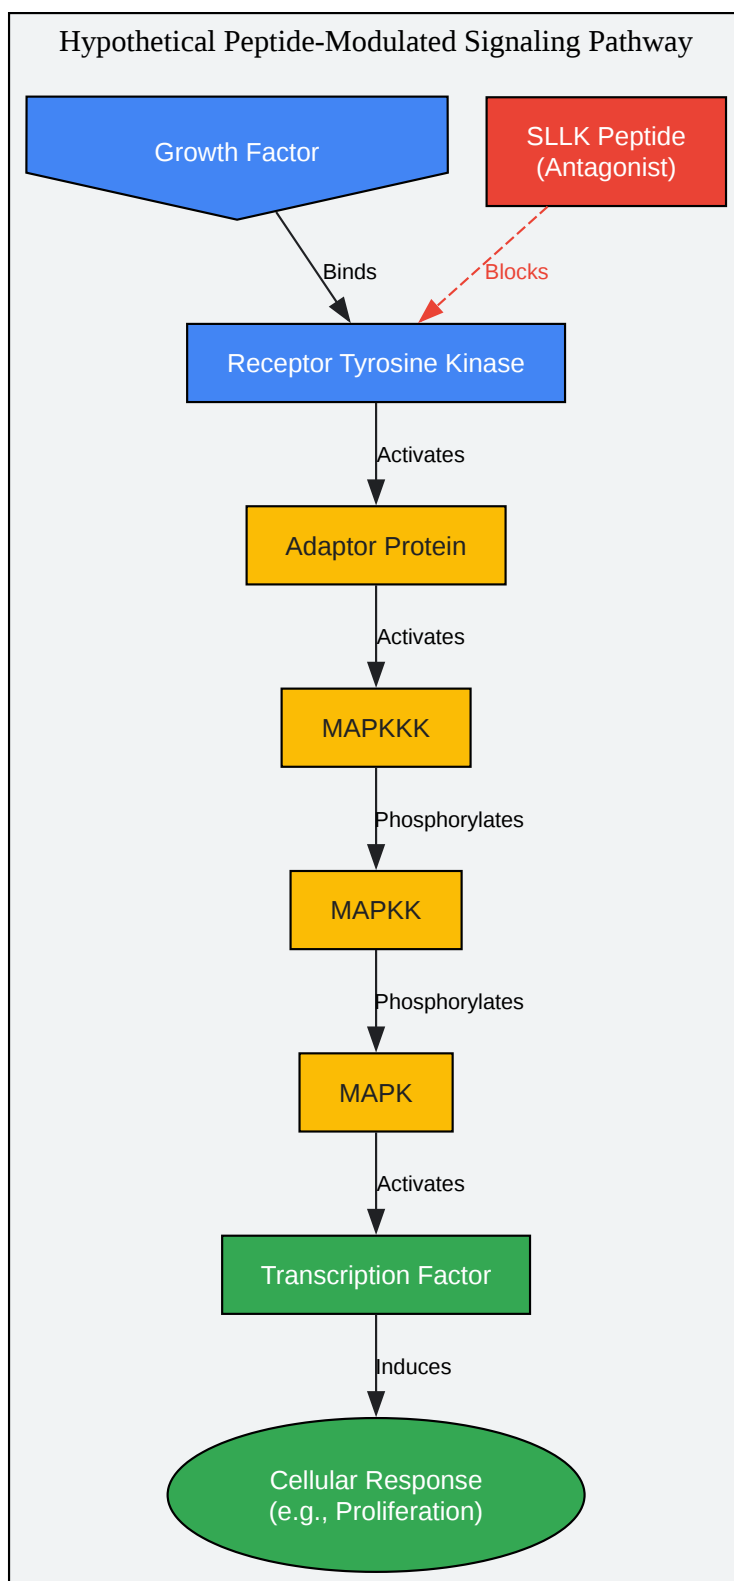 Hypothetical Peptide-Modulated Signaling Pathway
Growth Factor
SLLK Peptide
(Antagonist)
Binds
Blocks
Receptor Tyrosine Kinase
Activates
Adaptor Protein
Activates
MAPKKK
Phosphorylates
MAPKK
Phosphorylates
MAPK
Activates
Transcription Factor
Induces
Cellular Response
(e.g., Proliferation)